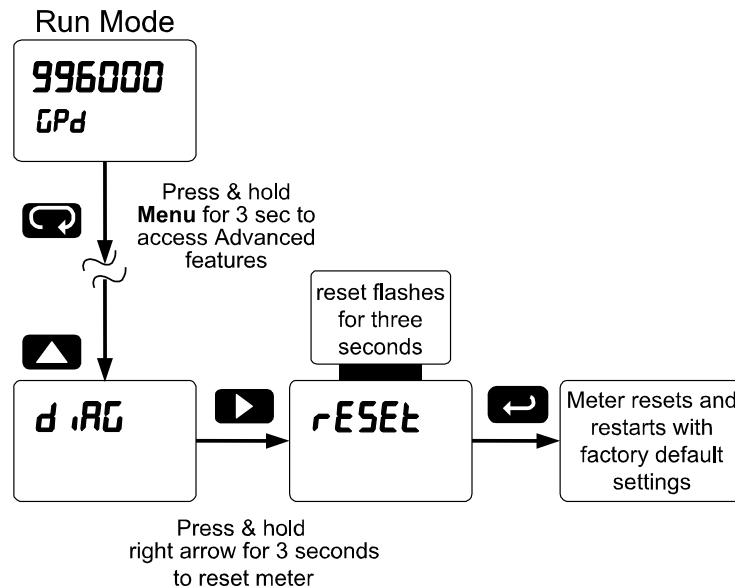 Run Mode
996000
GPd
Press & hold
Menu for 3 sec to
access Advanced
features
reset flashes
for three
seconds
diAG
rESEt
Meter resets and
restarts with
factory default
settings
Press & hold
right arrow for 3 seconds
to reset meter